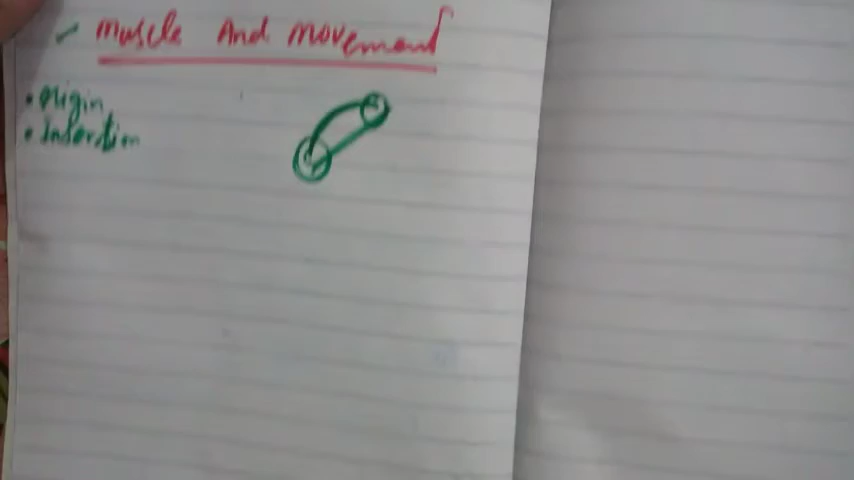 Muscle And Movement
• Origin
• Insertion